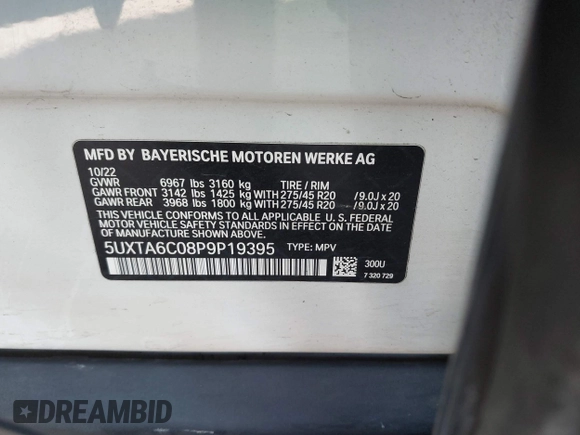 MFD BY BAYERISCHE MOTOREN WERKE AG
10/22
GVWR 6967 lbs 3160 kg TIRE / RIM
GAWR FRONT 3142 lbs 1425 kg WITH 275/45 R20 /9.0J x 20
GAWR REAR 3968 lbs 1800 kg WITH 275/45 R20 /9.0J x 20
THIS VEHICLE CONFORMS TO ALL APPLICABLE U. S. FEDERAL
MOTOR VEHICLE SAFETY AND THEFT PREVENTION STANDARDS
IN EFFECT ON THE DATE OF MANUFACTURE SHOWN ABOVE.
5UXTA6C08P9P19395 TYPE: MPV
300U
7 320 729
DREAMBID